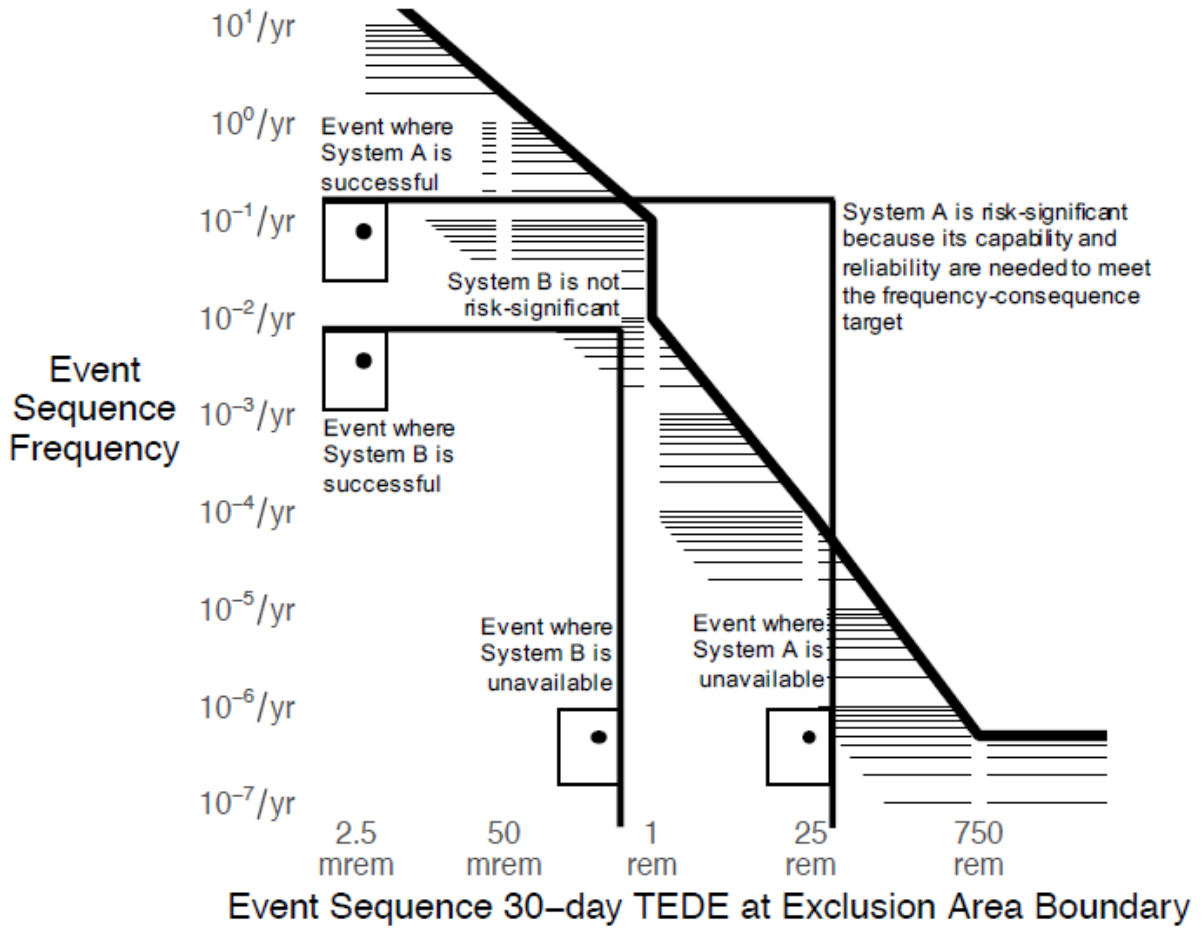 10¹/yr
10⁰/yr
Event where
System A is
successful
10⁻¹/yr
System A is risk-significant
because its capability and
reliability are needed to meet
the frequency-consequence
target
System B is not
risk-significant
10⁻²/yr
Event
Sequence
Frequency
10⁻³/yr
Event where
System B is
successful
10⁻⁴/yr
10⁻⁵/yr
Event where
System B is
unavailable
Event where
System A is
unavailable
10⁻⁶/yr
10⁻⁷/yr
2.5
mrem
50
mrem
1
rem
25
rem
750
rem
Event Sequence 30–day TEDE at Exclusion Area Boundary